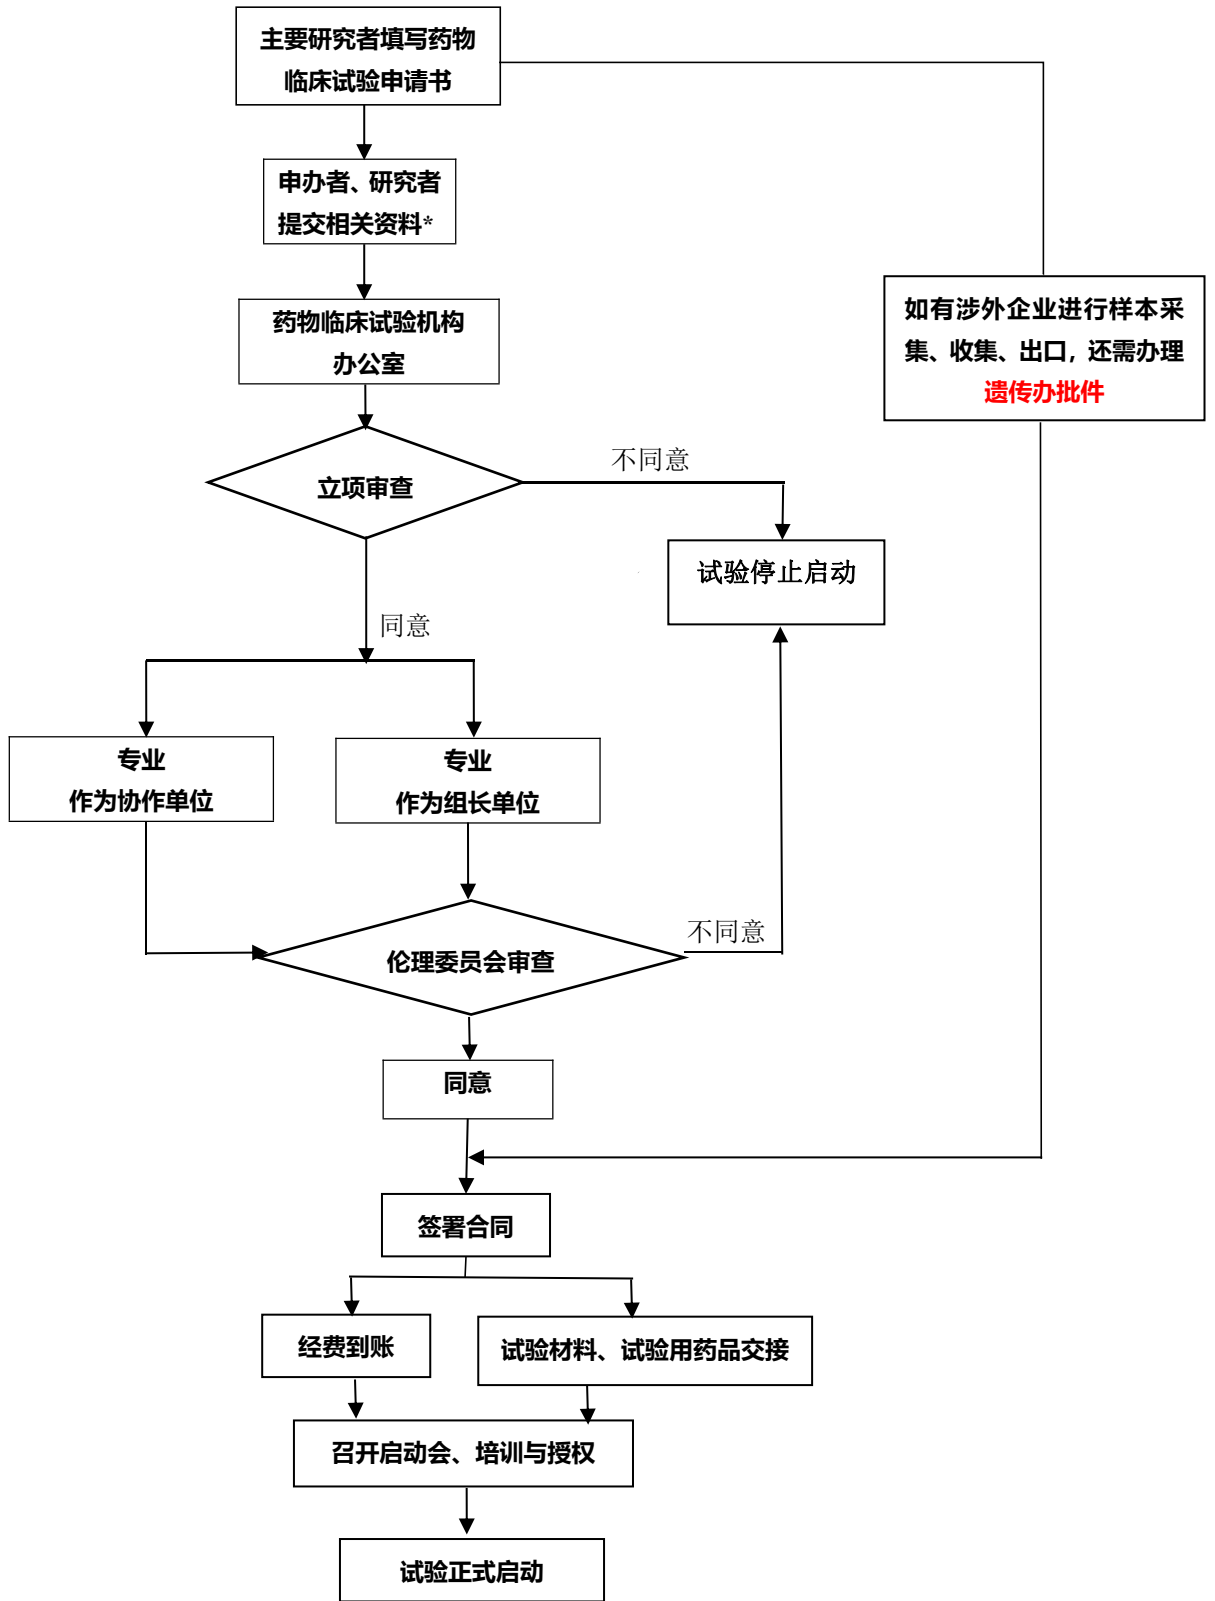 主要研究者填写药物
临床试验申请书
申办者、研究者
提交相关资料*
药物临床试验机构
办公室
如有涉外企业进行样本采
集、收集、出口，还需办理
遗传办批件
不同意
立项审查
试验停止启动
同意
专业
作为协作单位
专业
作为组长单位
不同意
伦理委员会审查
同意
签署合同
经费到账
试验材料、试验用药品交接
召开启动会、培训与授权
试验正式启动